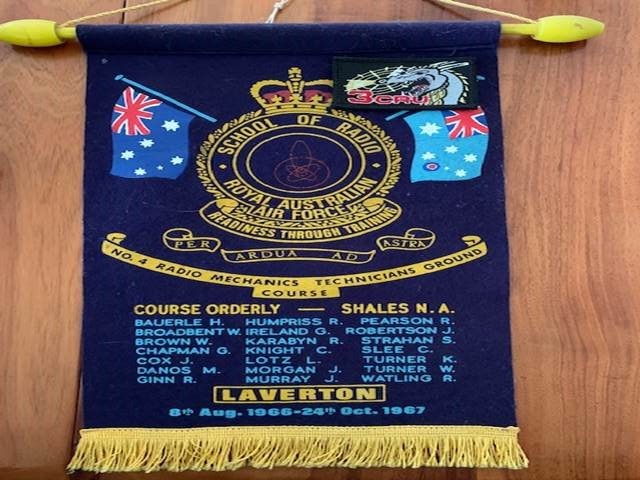 3CRU
SCHOOL OF RADIO
ROYAL AUSTRALIAN
AIR FORCE
READINESS THROUGH TRAINING
PER ARDUA AD ASTRA
NO. 4 RADIO MECHANICS TECHNICIANS GROUND
COURSE
COURSE ORDERLY — SHALES N. A.
BAUERLE H. HUMPRISS R. PEARSON R.
BROADBENT W. IRELAND G. ROBERTSON J.
BROWN W. KARABYN R. STRAHAN S.
CHAPMAN G. KNIGHT C. SLEE C.
COX J. LOTZ L. TURNER K.
DANOS M. MORGAN J. TURNER W.
GINN R. MURRAY J. WATLING R.
LAVERTON
8th Aug. 1966-24th Oct. 1967